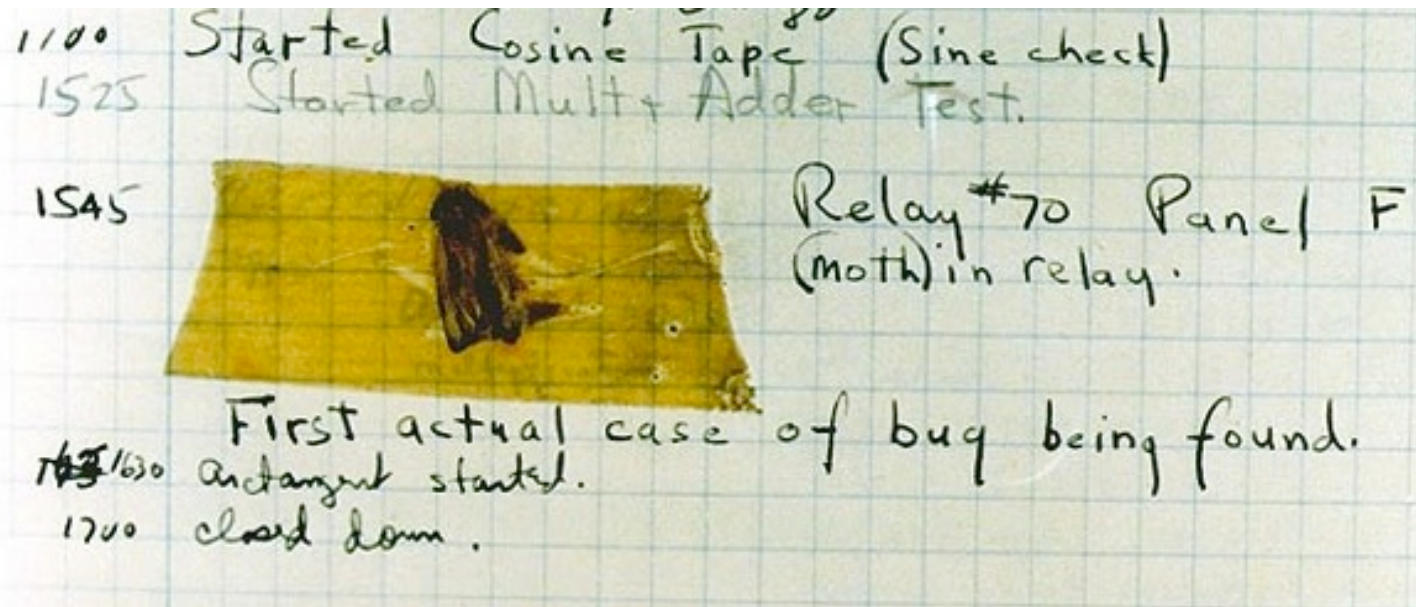 1100 Started Cosine Tape (Sine check)
1525 Started Mult + Adder Test.
1545 Relay #70 Panel F
(moth) in relay.
First actual case of bug being found.
1630 arctangent started.
1700 closed down.